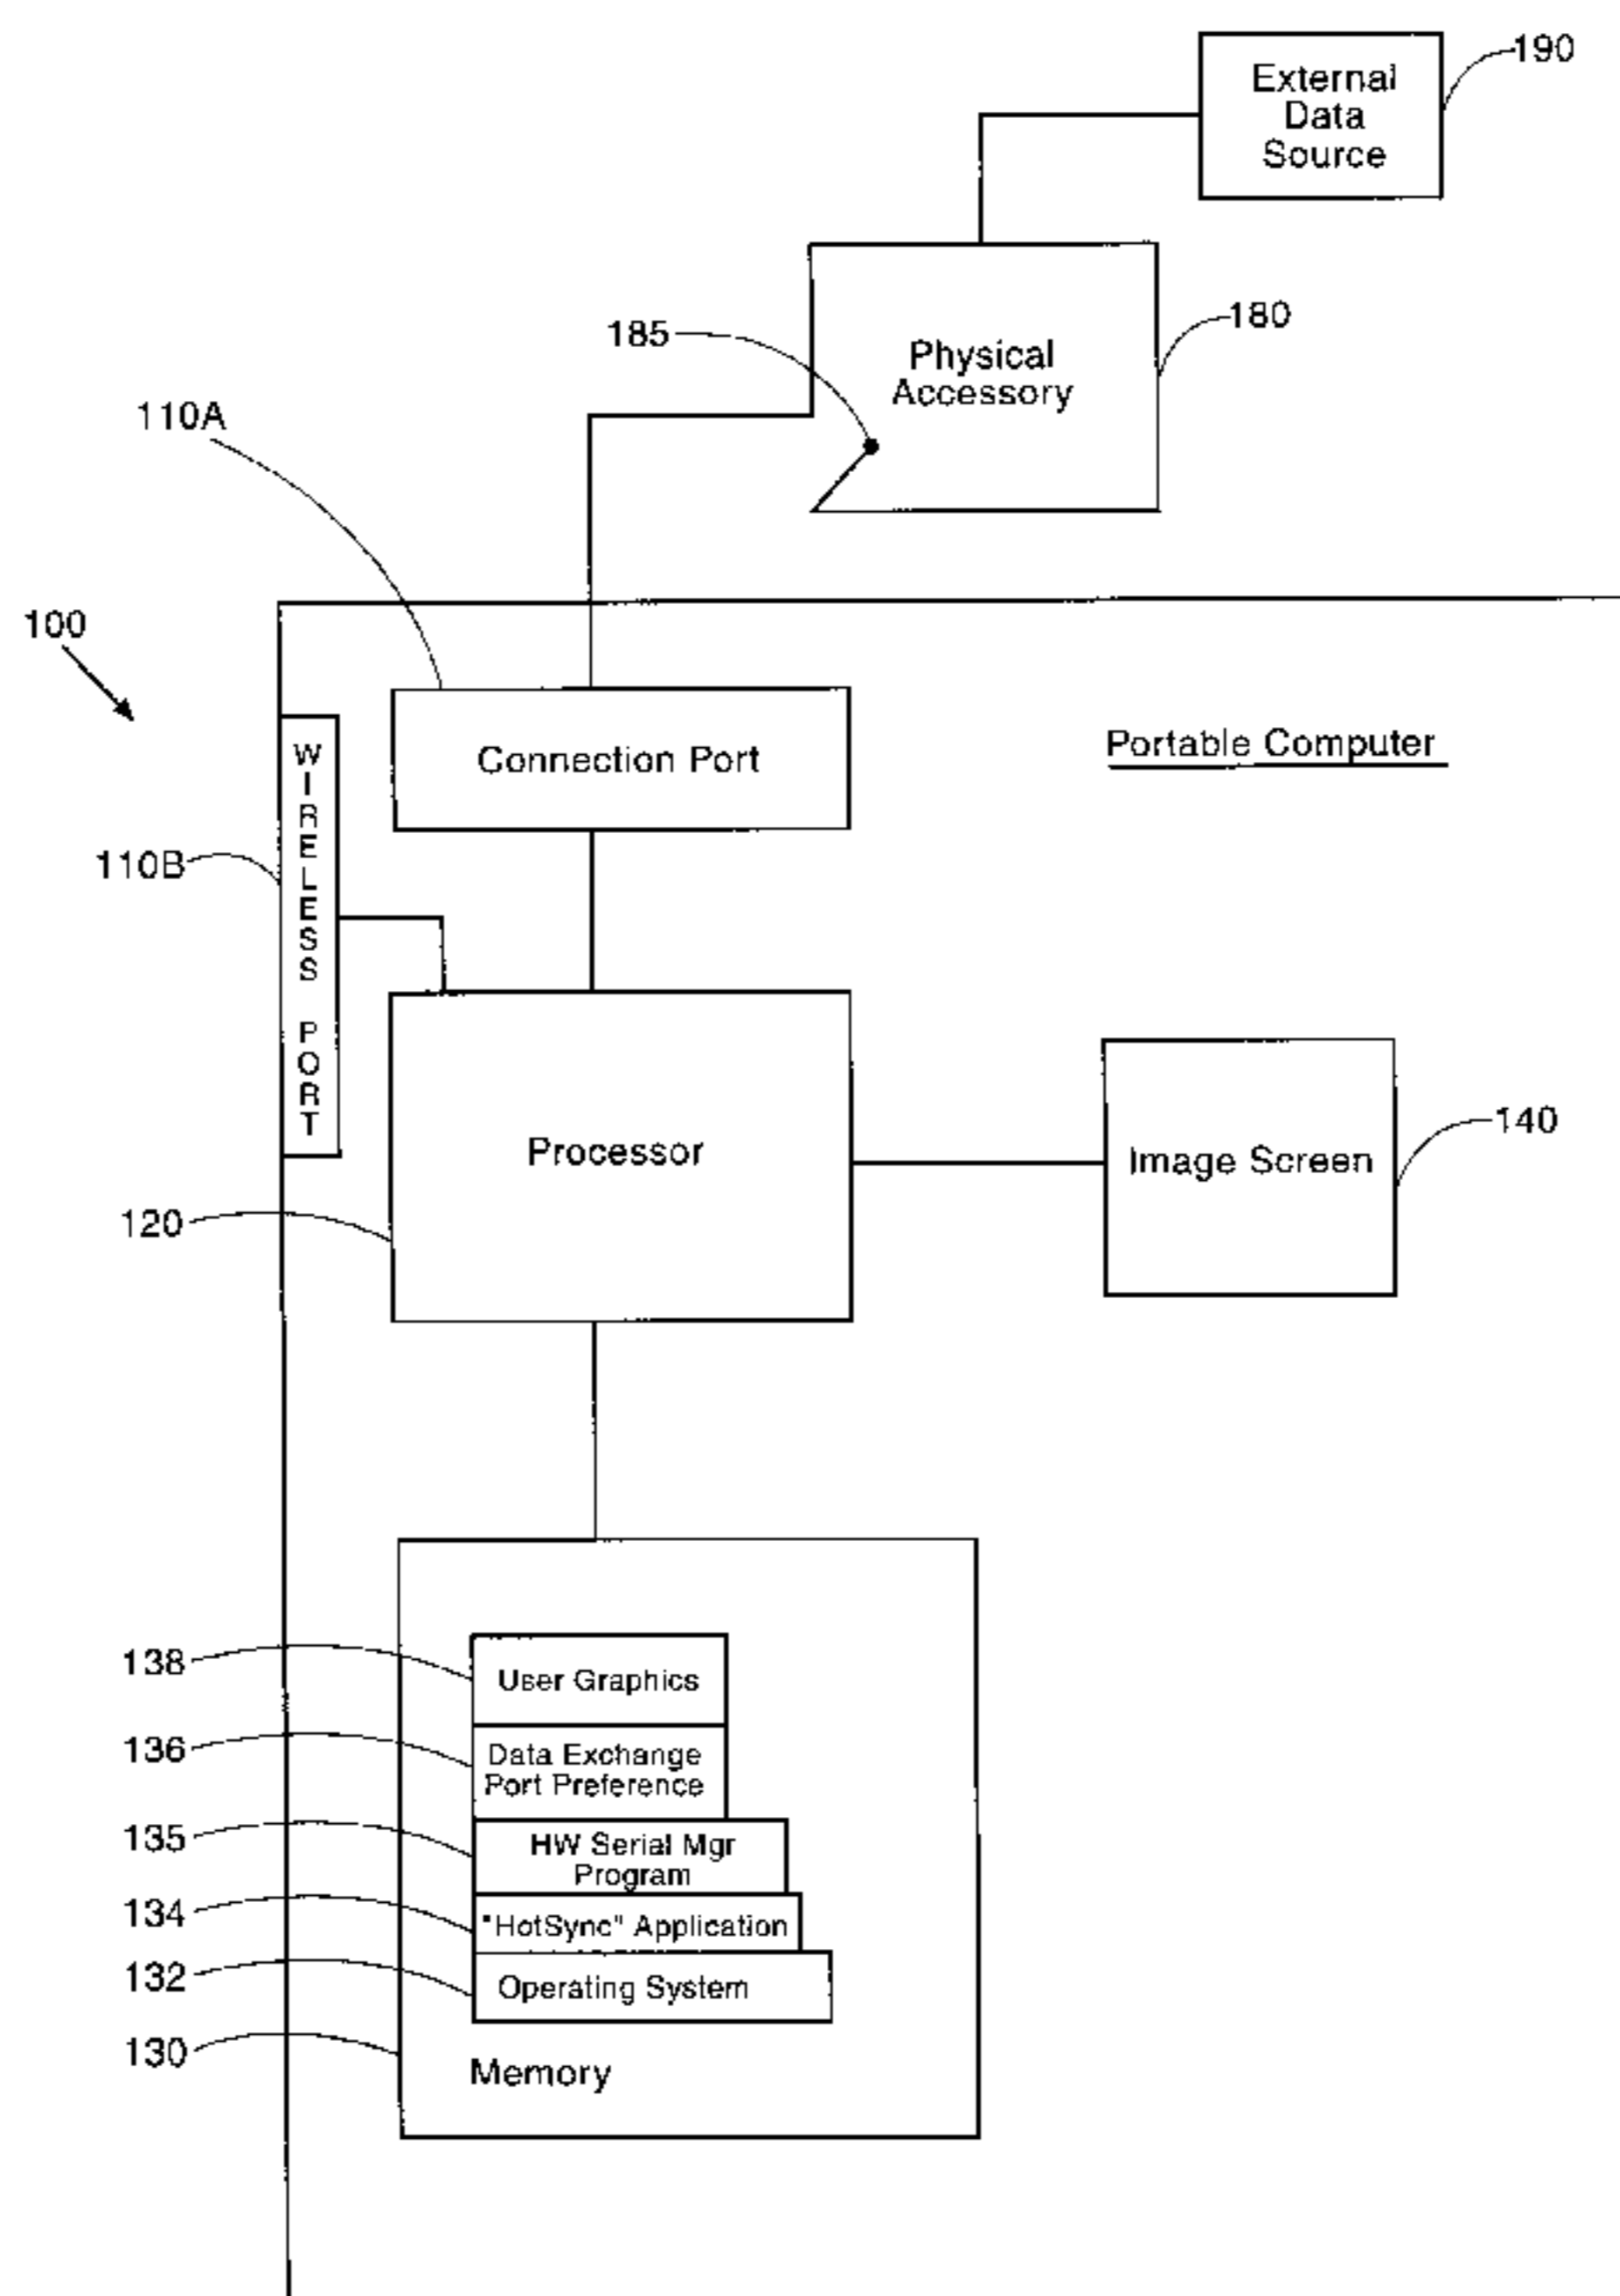 190
External
Data
Source
180
185
Physical
Accessory
110A
100
Connection Port
Portable Computer
WIRELESS PORT
110B
Processor
120
Image Screen
140
138
User Graphics
136
Data Exchange
Port Preference
135
HW Serial Mgr
Program
134
"HotSync" Application
132
Operating System
130
Memory